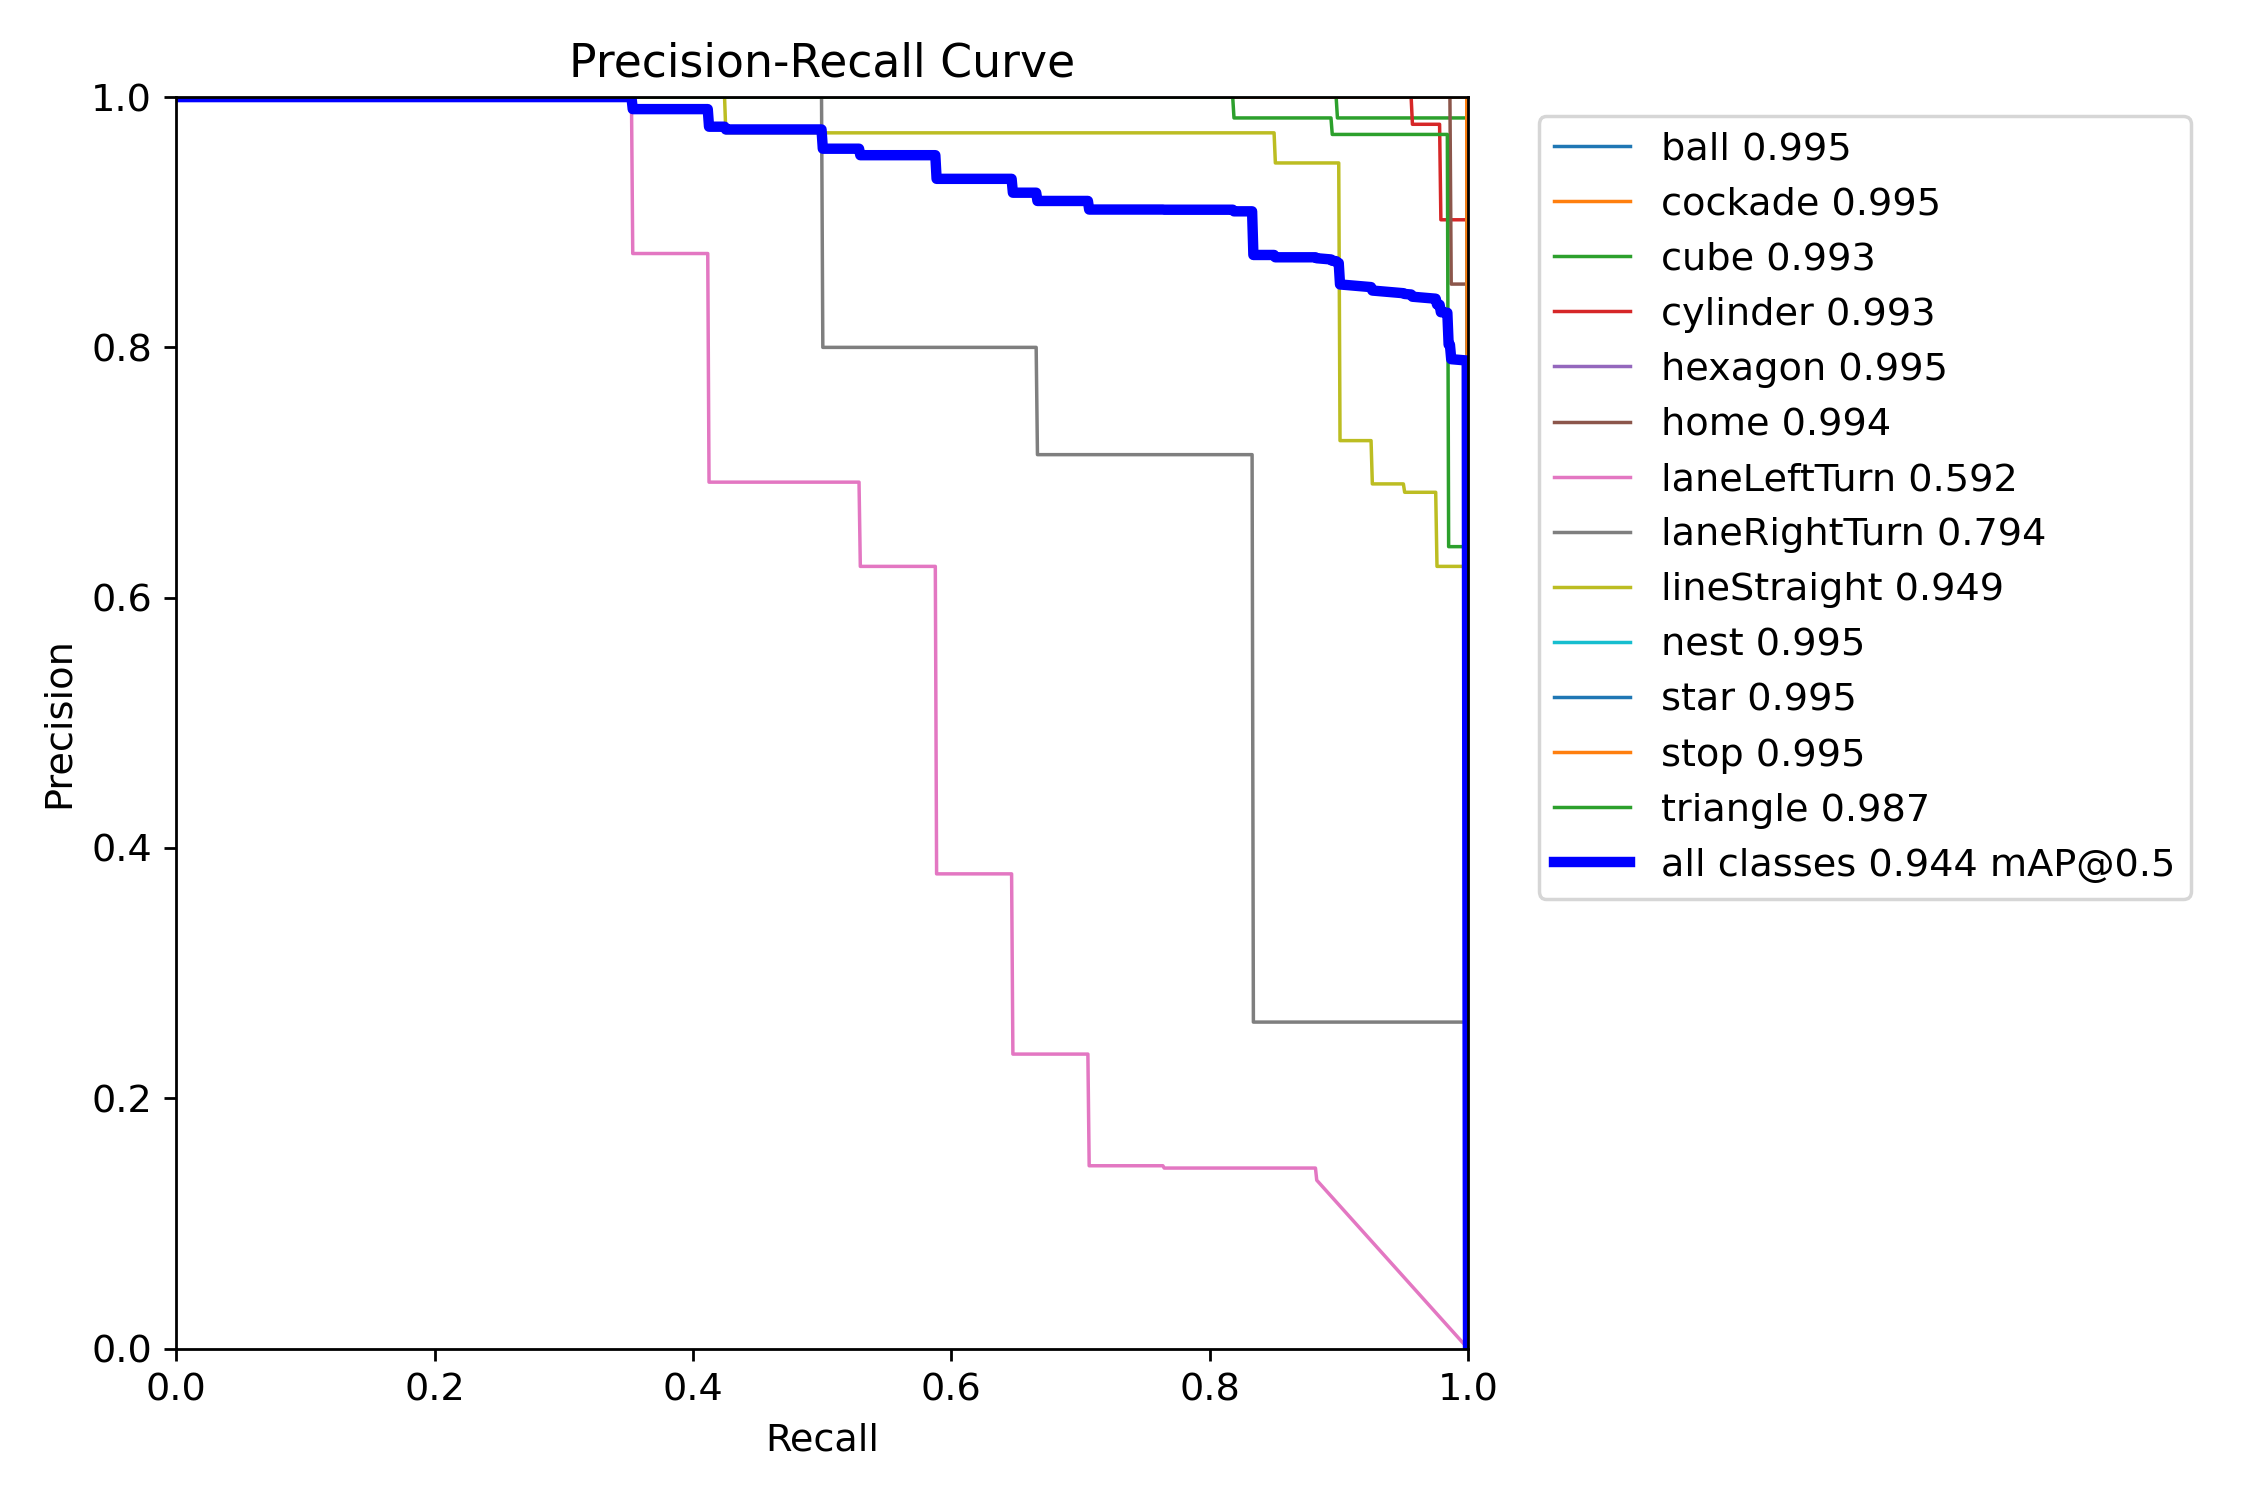 Precision-Recall Curve
1.0
0.8
0.6
0.4
0.2
0.0
Precision
0.0 0.2 0.4 0.6 0.8 1.0
Recall
ball 0.995
cockade 0.995
cube 0.993
cylinder 0.993
hexagon 0.995
home 0.994
laneLeftTurn 0.592
laneRightTurn 0.794
lineStraight 0.949
nest 0.995
star 0.995
stop 0.995
triangle 0.987
all classes 0.944 mAP@0.5